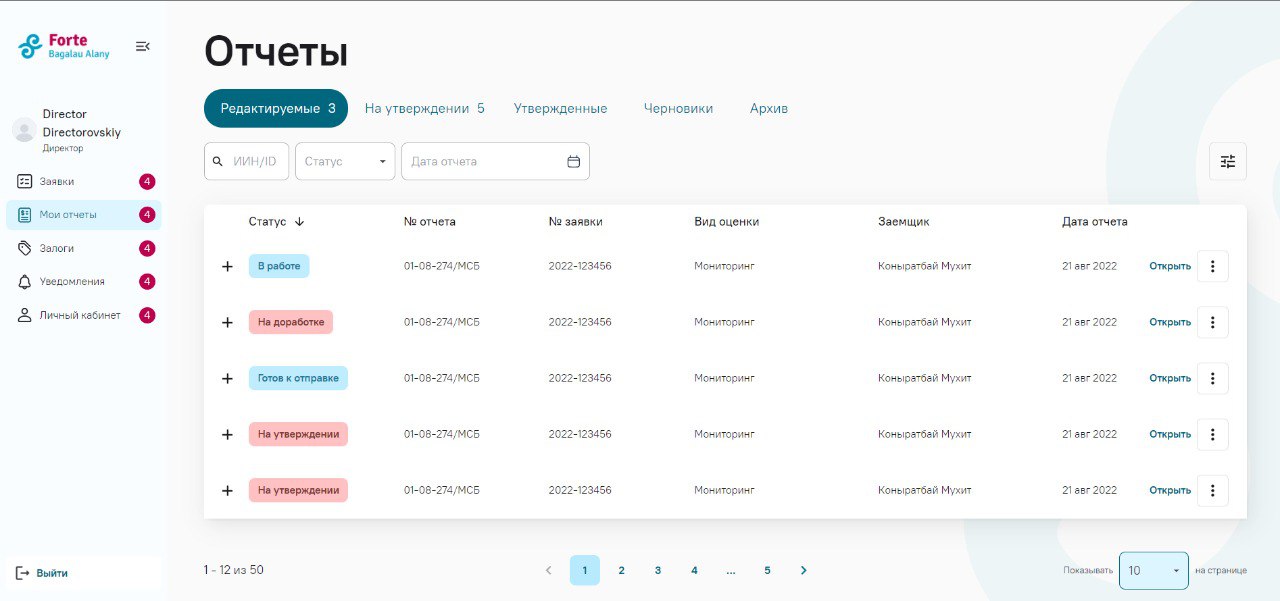 Forte
Bagalau Alany
Director
Directorovskiy
Директор
Заявки 4
Мои отчеты 4
Залоги 4
Уведомления 4
Личный кабинет 4
Выйти
Отчеты
Редактируемые 3 На утверждении 5 Утвержденные Черновики Архив
ИИН/ID Статус Дата отчета
Статус № отчета № заявки Вид оценки Заемщик Дата отчета
В работе 01-08-274/МСБ 2022-123456 Мониторинг Коныратбай Мухит 21 авг 2022 Открыть
На доработке 01-08-274/МСБ 2022-123456 Мониторинг Коныратбай Мухит 21 авг 2022 Открыть
Готов к отправке 01-08-274/МСБ 2022-123456 Мониторинг Коныратбай Мухит 21 авг 2022 Открыть
На утверждении 01-08-274/МСБ 2022-123456 Мониторинг Коныратбай Мухит 21 авг 2022 Открыть
На утверждении 01-08-274/МСБ 2022-123456 Мониторинг Коныратбай Мухит 21 авг 2022 Открыть
1 - 12 из 50 1 2 3 4 ... 5 Показывать 10 на странице